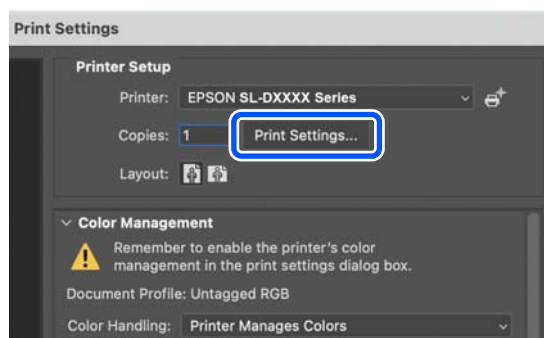 Print Settings
Printer Setup
Printer: EPSON SL-DXXXX Series
Copies: 1 Print Settings...
Layout:
Color Management
Remember to enable the printer's color
management in the print settings dialog box.
Document Profile: Untagged RGB
Color Handling: Printer Manages Colors